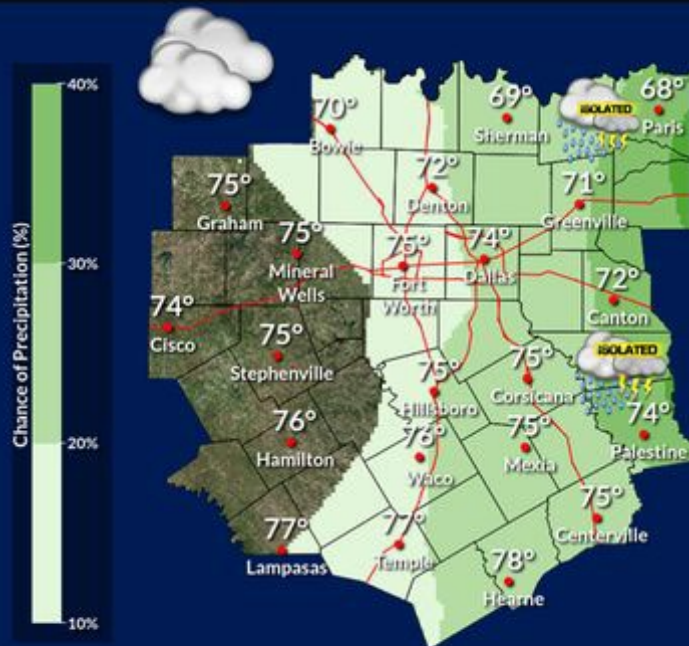 40%
30%
20%
10%
Chance of Precipitation (%)
70°
Bowie
69°
Sherman
ISOLATED
68°
Paris
75°
Graham
72°
Denton
71°
Greenville
75°
Mineral
Wells
75°
Fort
Worth
74°
Dallas
72°
Canton
74°
Cisco
75°
Stephenville
75°
Hillsboro
75°
Corsicana
ISOLATED
74°
Palestine
76°
Hamilton
76°
Waco
75°
Mexia
77°
Lampasas
77°
Temple
75°
Centerville
78°
Hearne